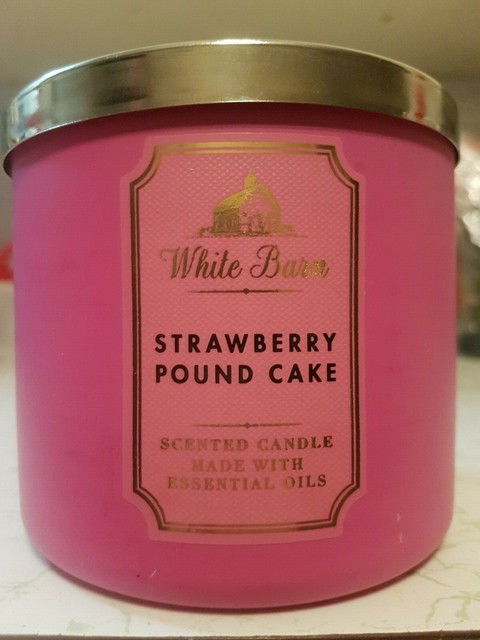 White Barn
STRAWBERRY
POUND CAKE
SCENTED CANDLE
MADE WITH
ESSENTIAL OILS